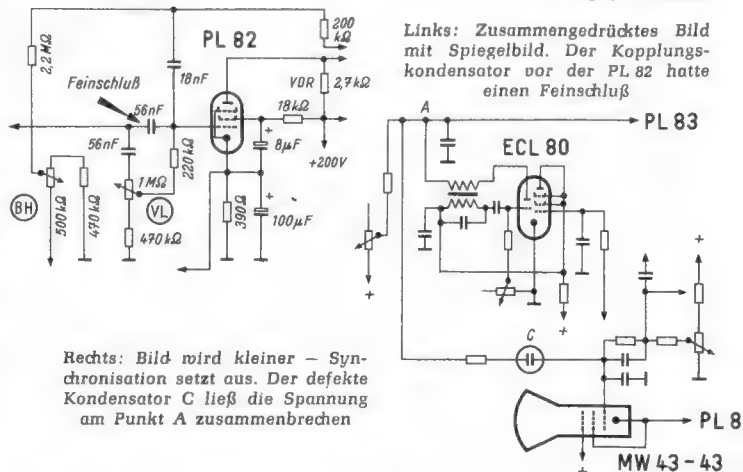 200
kΩ
PL 82
2,2MΩ
Feinschluß
18nF
VDR
2,7kΩ
56nF
18kΩ
+
8µF
56nF
220kΩ
+200V
1MΩ
BH
VL
500kΩ
470kΩ
470kΩ
390Ω
+
100µF
Links: Zusammengedrücktes Bild
mit Spiegelbild. Der Kopplungs-
kondensator vor der PL 82 hatte
einen Feinschluß
A
PL 83
ECL 80
+
+
+
C
Rechts: Bild wird kleiner – Syn-
chronisation setzt aus. Der defekte
Kondensator C ließ die Spannung
am Punkt A zusammenbrechen
PL 8
+
MW 43-43